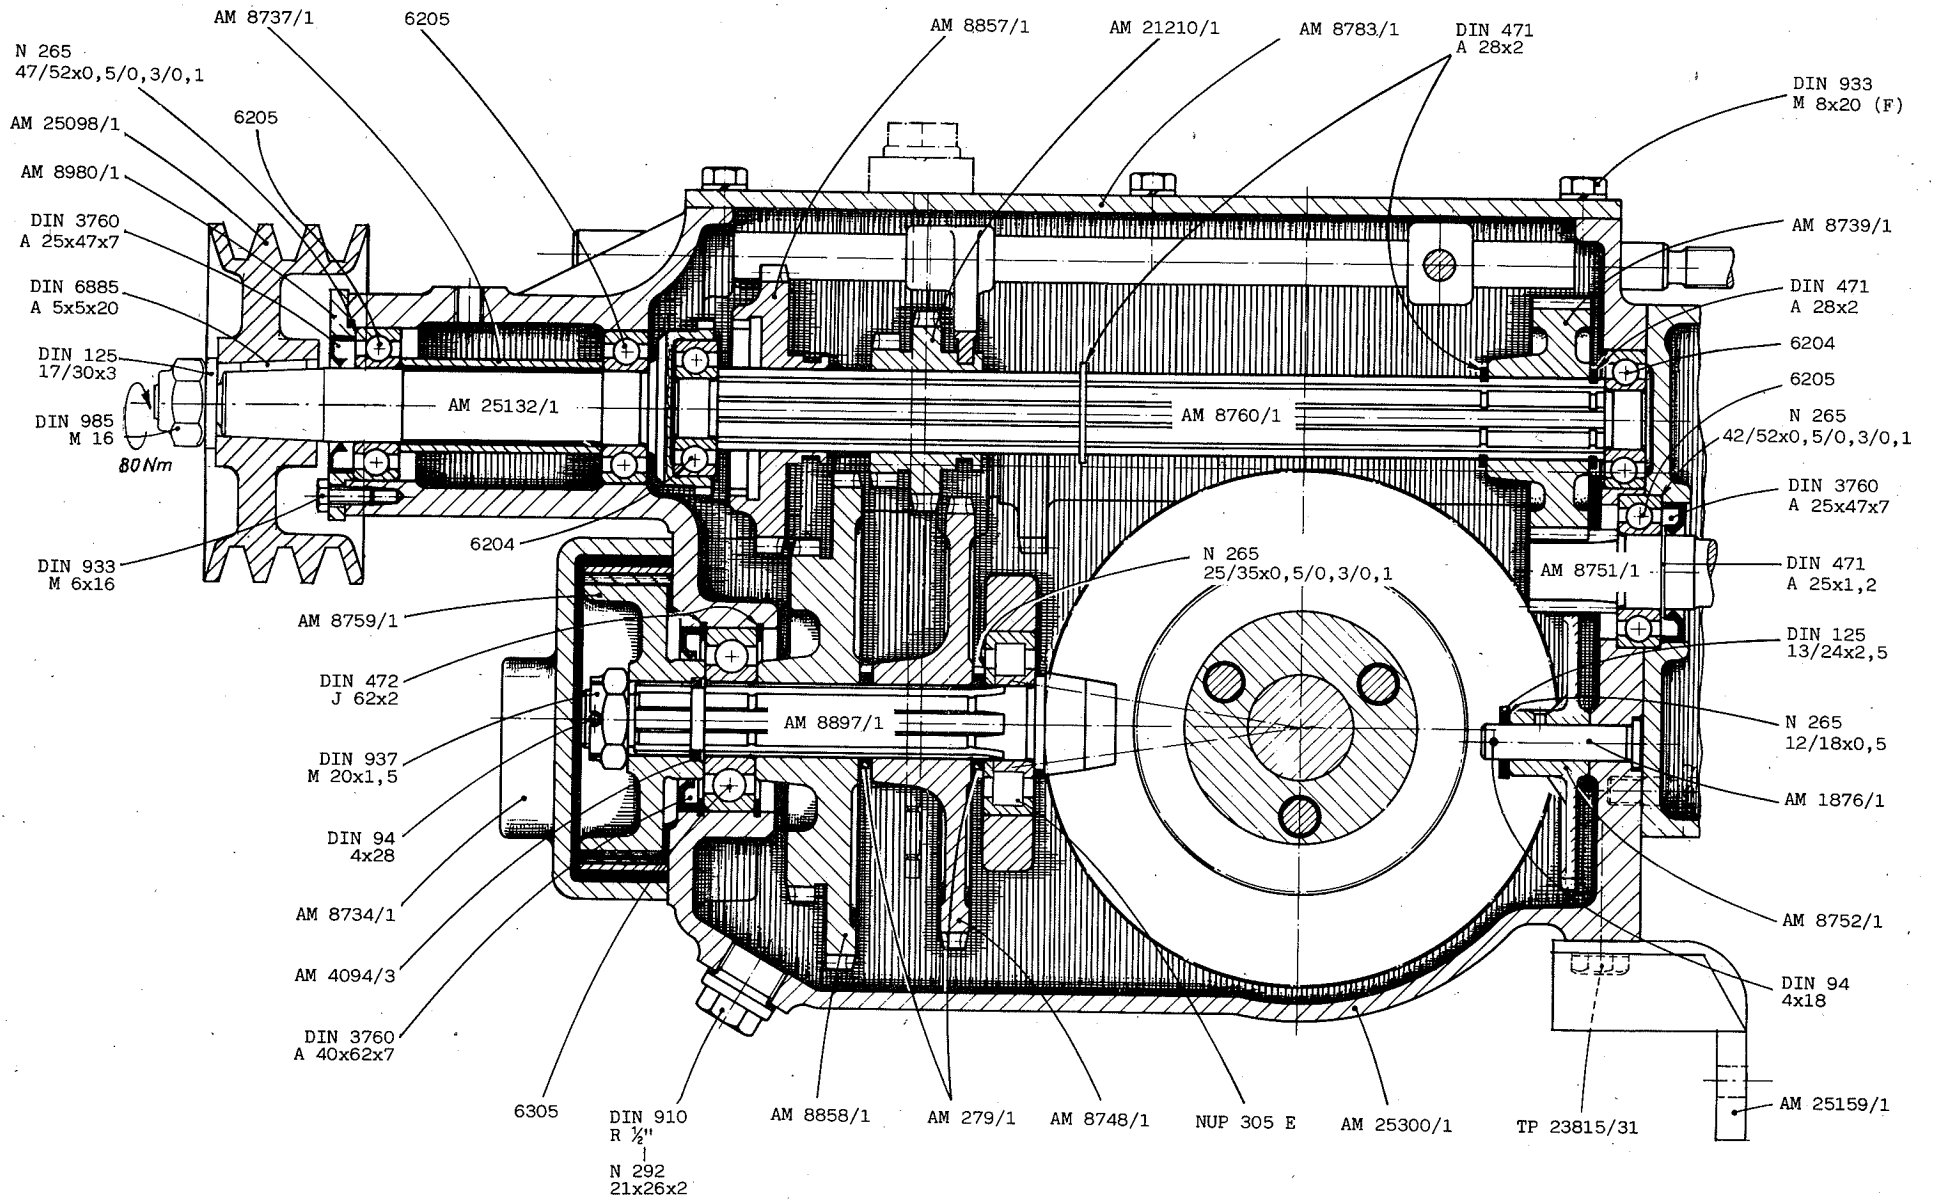 AM 8737/1
6205
AM 8857/1
AM 21210/1
AM 8783/1
DIN 471
A 28x2
N 265
47/52x0,5/0,3/0,1
DIN 933
M 8x20 (F)
AM 25098/1
6205
AM 8980/1
DIN 3760
A 25x47x7
AM 8739/1
DIN 6885
A 5x5x20
DIN 471
A 28x2
DIN 125
17/30x3
6204
6205
AM 25132/1
AM 8760/1
DIN 985
M 16
N 265
42/52x0,5/0,3/0,1
80 Nm
DIN 3760
A 25x47x7
6204
DIN 933
M 6x16
N 265
25/35x0,5/0,3/0,1
AM 8751/1
DIN 471
A 25x1,2
AM 8759/1
DIN 125
13/24x2,5
DIN 472
J 62x2
AM 8897/1
N 265
12/18x0,5
DIN 937
M 20x1,5
AM 1876/1
DIN 94
4x28
AM 8734/1
AM 8752/1
AM 4094/3
DIN 94
4x18
DIN 3760
A 40x62x7
6305
DIN 910
R ½"
N 292
21x26x2
AM 8858/1
AM 279/1
AM 8748/1
NUP 305 E
AM 25300/1
TP 23815/31
AM 25159/1